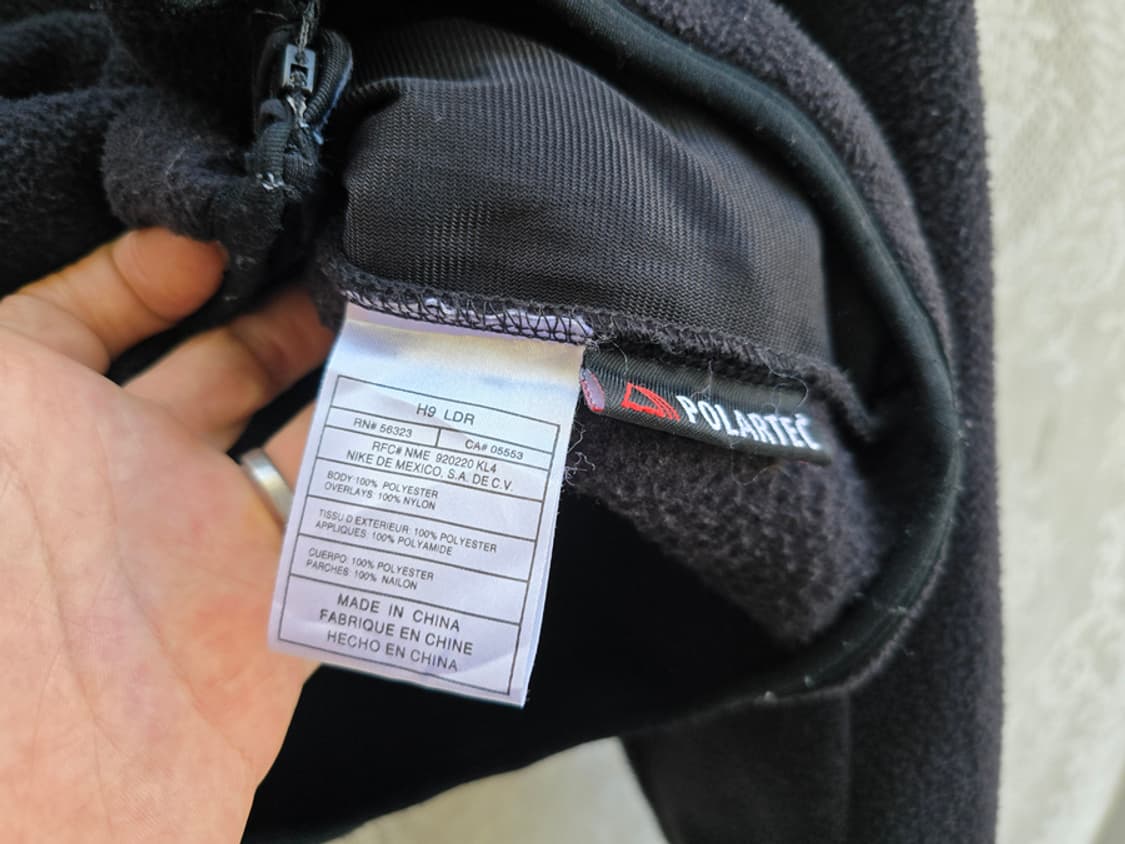 H9 LDR
RN# 56323
CA# 05553
RFC# NME 920220 KL4
NIKE DE MEXICO, S.A. DE C.V.
BODY 100% POLYESTER
OVERLAYS: 100% NYLON
TISSU D EXTERIEUR: 100% POLYESTER
APPLIQUES: 100% POLYAMIDE
CUERPO: 100% POLYESTER
PARCHES: 100% NAILON
MADE IN CHINA
FABRIQUE EN CHINE
HECHO EN CHINA
POLARTEC